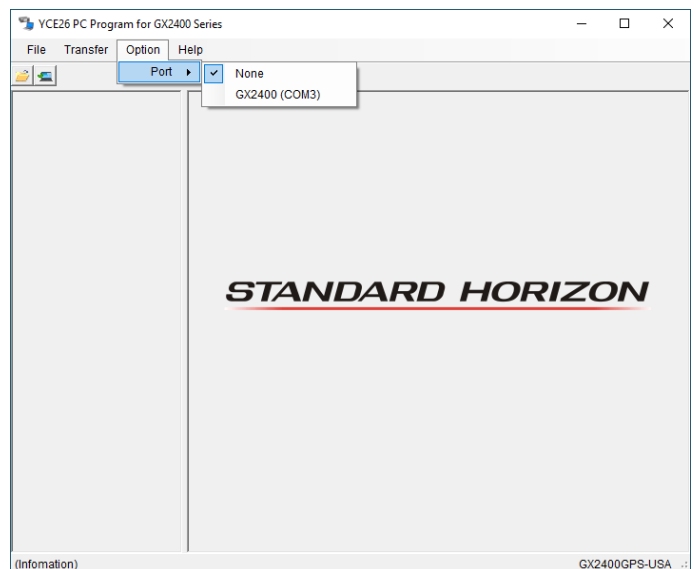 YCE26 PC Program for GX2400 Series
File Transfer Option Help
Port None
GX2400 (COM3)
STANDARD HORIZON
(Infomation) GX2400GPS-USA